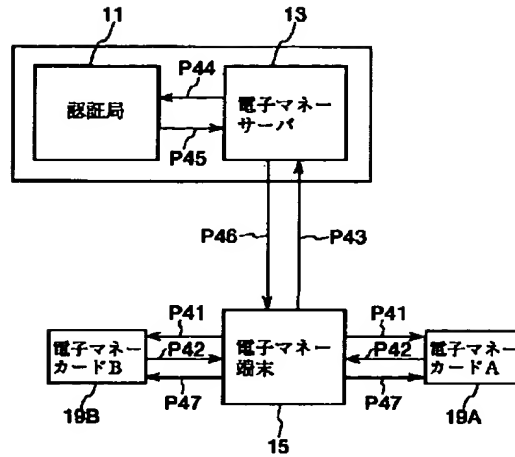 11
13
P44
認証局
電子マネー
サーバ
P45
P46
P43
P41
P41
電子マネー
カードB
P42
電子マネー
端末
P42
電子マネー
カードA
P47
P47
19B
15
19A